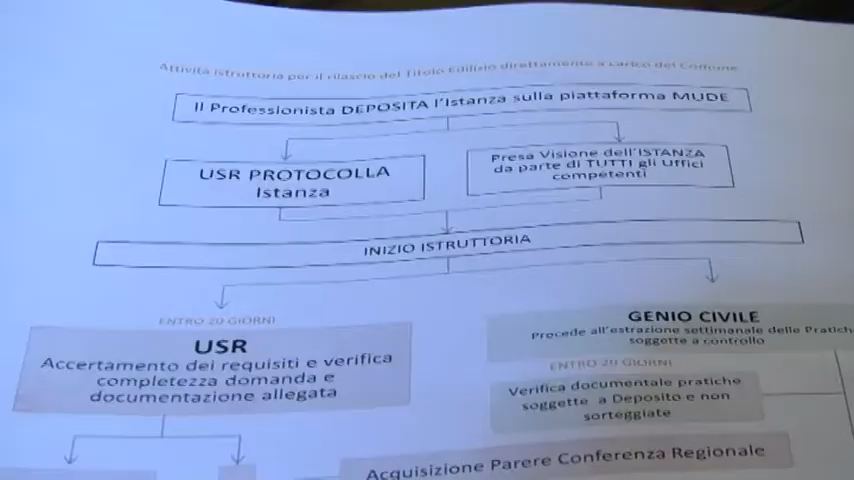 Attività istruttoria per il rilascio del Titolo Edilizio direttamente a carico del Comune
Il Professionista DEPOSITA l'Istanza sulla piattaforma MUDE
USR PROTOCOLLA
Istanza
Presa Visione dell'ISTANZA
da parte di TUTTI gli Uffici
competenti
INIZIO ISTRUTTORIA
ENTRO 20 GIORNI
USR
Accertamento dei requisiti e verifica
completezza domanda e
documentazione allegata
GENIO CIVILE
Procede all'estrazione settimanale delle Pratich
soggette a controllo
ENTRO 20 GIORNI
Verifica documentale pratiche
soggette a Deposito e non
sorteggiate
Acquisizione Parere Conferenza Regionale